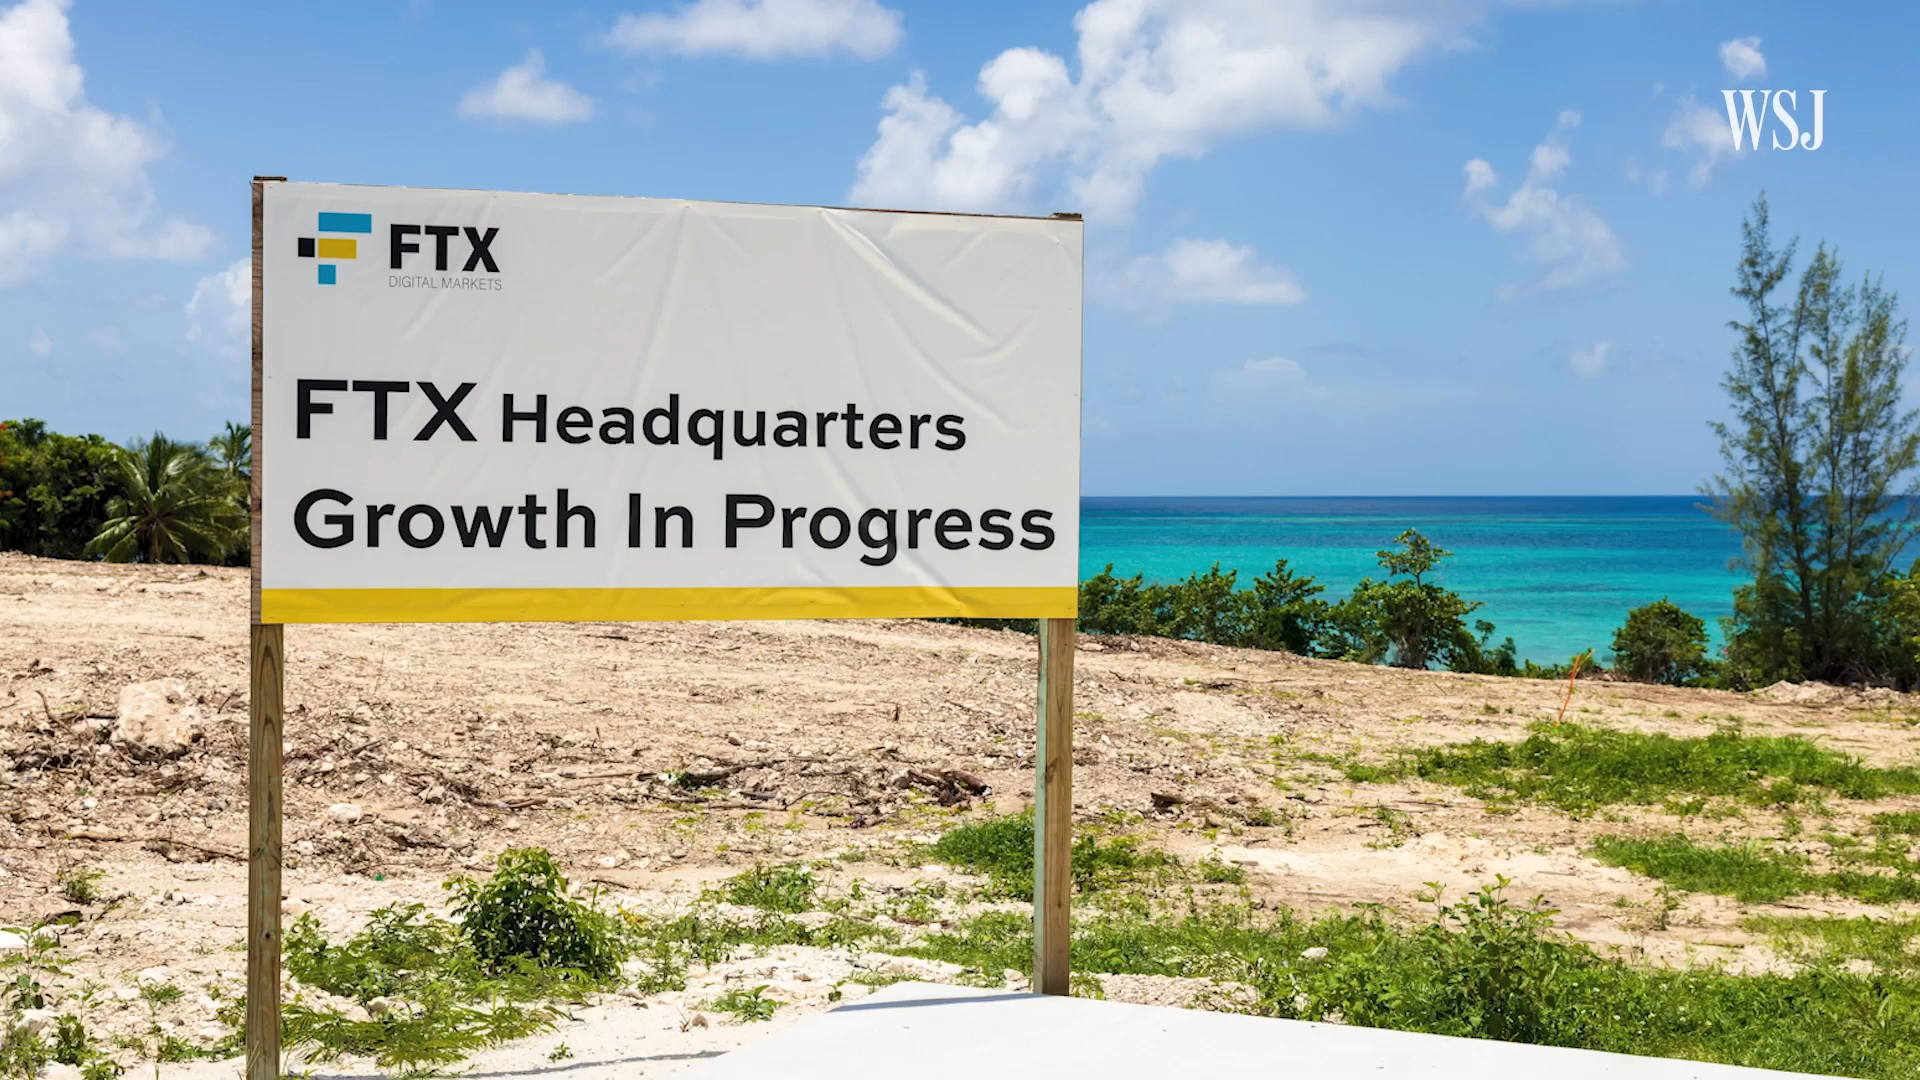 WSJ
FTX
DIGITAL MARKETS
FTX Headquarters
Growth In Progress